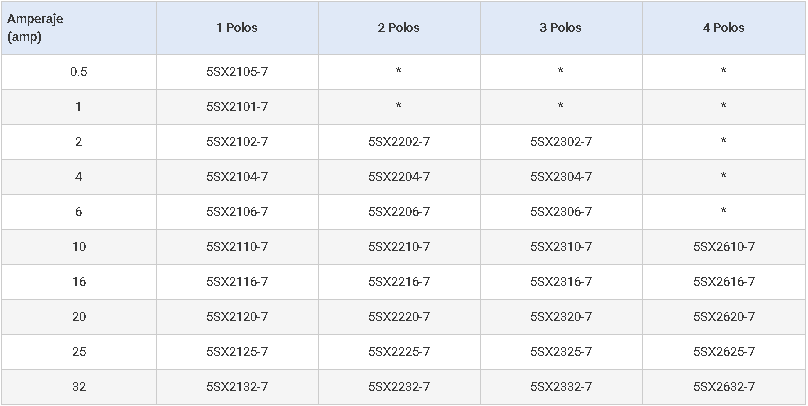 Amperaje
(amp) 1 Polos 2 Polos 3 Polos 4 Polos
0.5 5SX2105-7 * * *
1 5SX2101-7 * * *
2 5SX2102-7 5SX2202-7 5SX2302-7 *
4 5SX2104-7 5SX2204-7 5SX2304-7 *
6 5SX2106-7 5SX2206-7 5SX2306-7 *
10 5SX2110-7 5SX2210-7 5SX2310-7 5SX2610-7
16 5SX2116-7 5SX2216-7 5SX2316-7 5SX2616-7
20 5SX2120-7 5SX2220-7 5SX2320-7 5SX2620-7
25 5SX2125-7 5SX2225-7 5SX2325-7 5SX2625-7
32 5SX2132-7 5SX2232-7 5SX2332-7 5SX2632-7